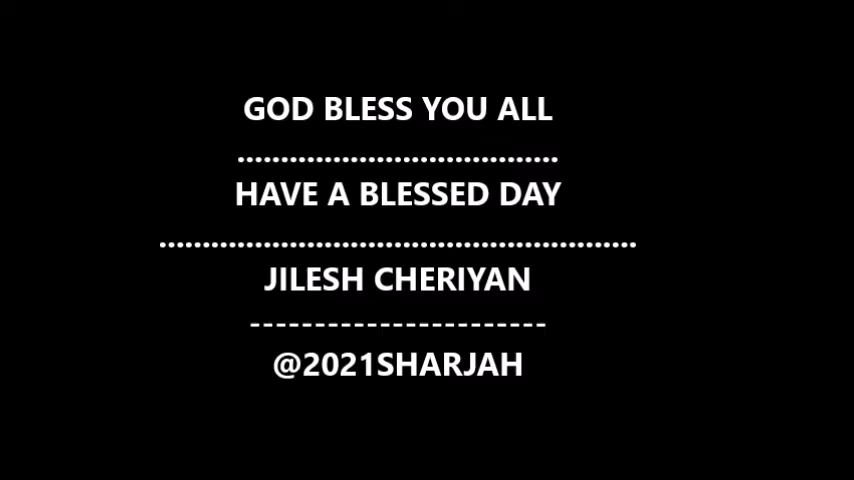 GOD BLESS YOU ALL
.....................................
HAVE A BLESSED DAY
.......................................................
JILESH CHERIYAN
-----------------------
@2021SHARJAH